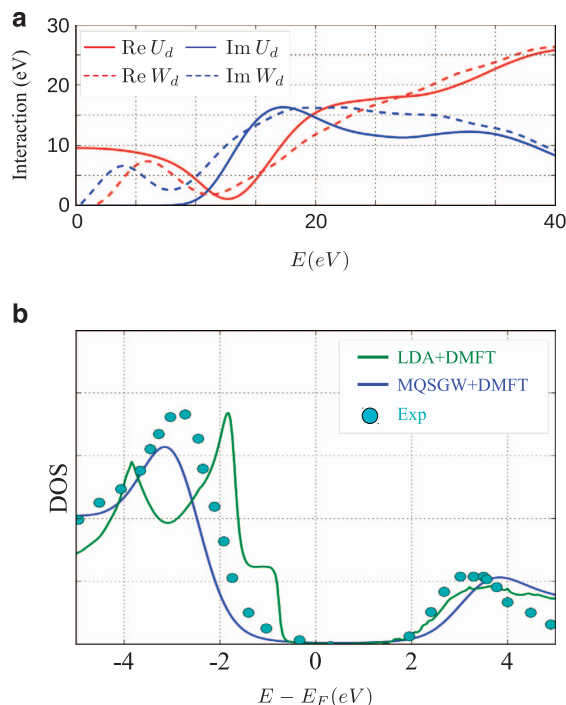 a
Interaction (eV)
30
20
10
0
Re U_d
Im U_d
Re W_d
Im W_d
0
20
40
E(eV)
b
DOS
LDA+DMFT
MQSGW+DMFT
Exp
-4
-2
0
2
4
E − E_F(eV)